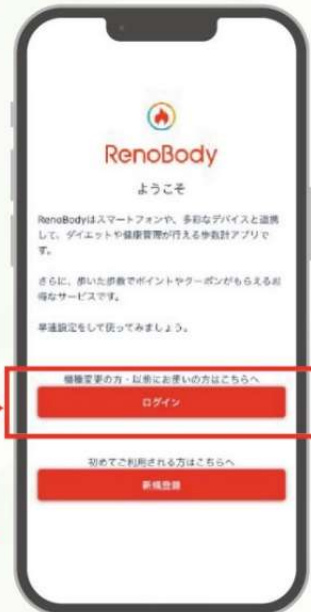 RenoBody
ようこそ
RenoBodyはスマートフォンや、多彩なデバイスと連携
して、ダイエットや健康管理が行える歩数計アプリで
す。
さらに、歩いた歩数でポイントやクーポンがもらえるお
得なサービスです。
早速設定をして使ってみましょう。
機種変更の方・以前にお使いの方はこちらへ
ログイン
初めてご利用される方はこちらへ
新規登録